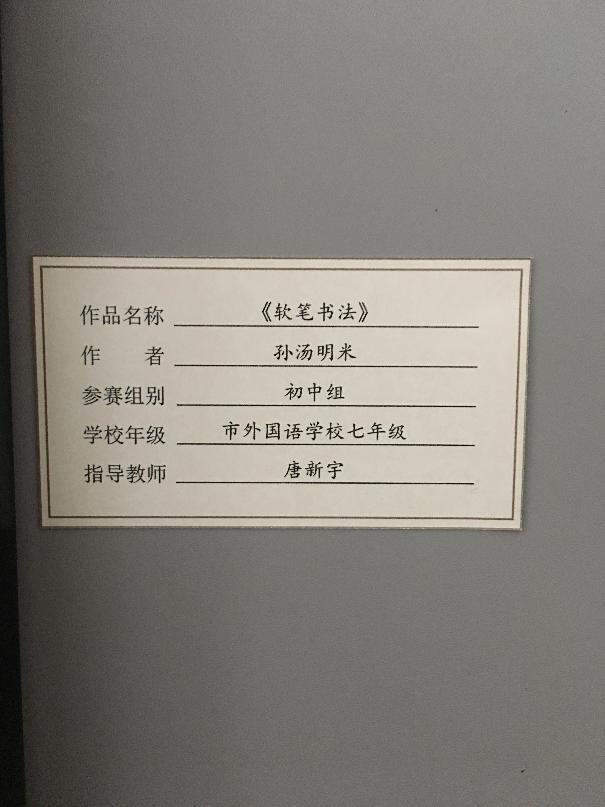 作品名称 《软笔书法》
作 者 孙汤明米
参赛组别 初中组
学校年级 市外国语学校七年级
指导教师 唐新宇